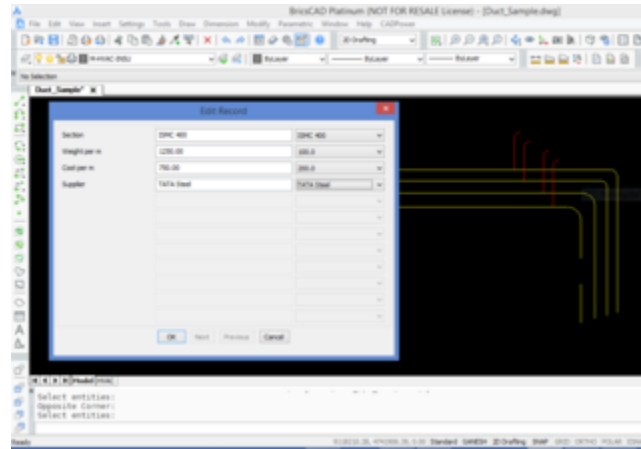 BricsCAD Platinum (NOT FOR RESALE License) - [Duct_Sample.dwg]
File Edit View Insert Settings Tools Draw Dimension Modify Parametric Window Help CADPower
2D Drafting
ByLayer
ByLayer
ByLayer
No Selection
Duct_Sample*
Edit Record
Section ISMC 400 ISMC 400
Weight per m 1250.00 100.0
Cost per m 750.00 200.0
Supplier TATA Steel TATA Steel
OK Next Previous Cancel
Model
Select entities:
Opposite Corner:
Select entities:
Ready Standard 2D Drafting SNAP GRID ORTHO POLAR